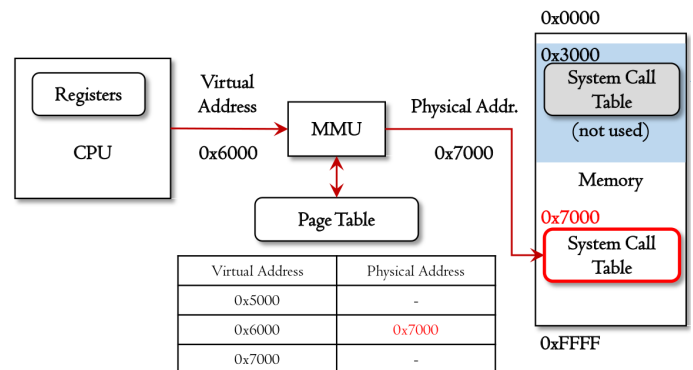 0x0000
0x3000
System Call
Table
(not used)
Registers
CPU
Virtual
Address
0x6000
MMU
Physical Addr.
0x7000
Page Table
Memory
0x7000
System Call
Table
0xFFFF
Virtual Address Physical Address
0x5000 -
0x6000 0x7000
0x7000 -